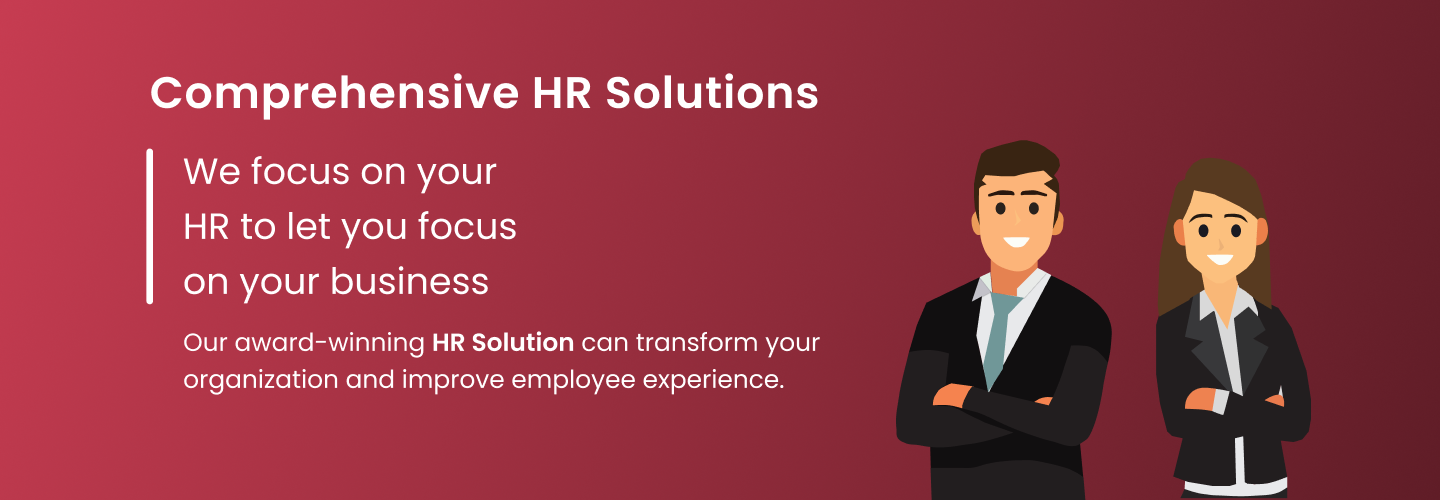 Comprehensive HR Solutions
We focus on your
HR to let you focus
on your business
Our award-winning HR Solution can transform your
organization and improve employee experience.